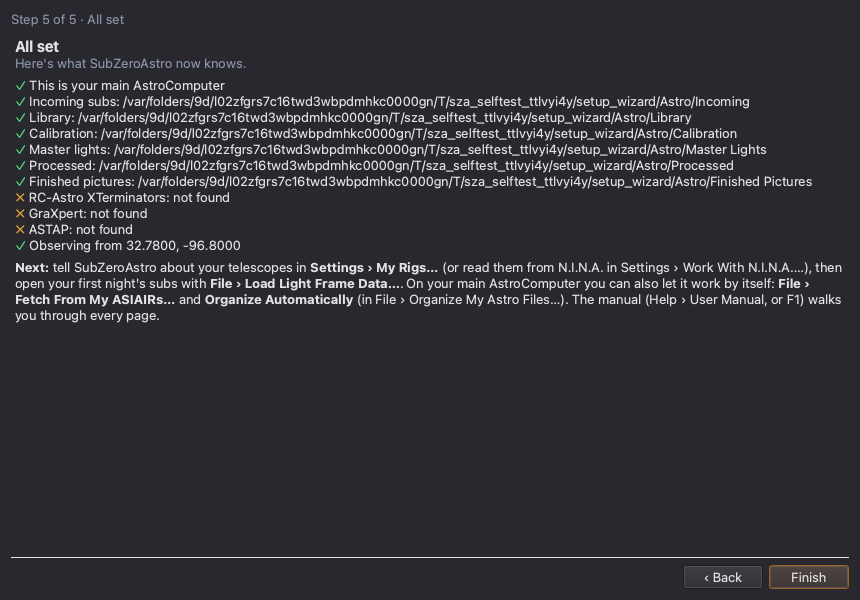 Step 5 of 5 · All set
All set
Here's what SubZeroAstro now knows.
✓ This is your main AstroComputer
✓ Incoming subs: /var/folders/9d/l02zfgrs7c16twd3wbpdmhkc0000gn/T/sza_selftest_ttlvyi4y/setup_wizard/Astro/Incoming
✓ Library: /var/folders/9d/l02zfgrs7c16twd3wbpdmhkc0000gn/T/sza_selftest_ttlvyi4y/setup_wizard/Astro/Library
✓ Calibration: /var/folders/9d/l02zfgrs7c16twd3wbpdmhkc0000gn/T/sza_selftest_ttlvyi4y/setup_wizard/Astro/Calibration
✓ Master lights: /var/folders/9d/l02zfgrs7c16twd3wbpdmhkc0000gn/T/sza_selftest_ttlvyi4y/setup_wizard/Astro/Master Lights
✓ Processed: /var/folders/9d/l02zfgrs7c16twd3wbpdmhkc0000gn/T/sza_selftest_ttlvyi4y/setup_wizard/Astro/Processed
✓ Finished pictures: /var/folders/9d/l02zfgrs7c16twd3wbpdmhkc0000gn/T/sza_selftest_ttlvyi4y/setup_wizard/Astro/Finished Pictures
✕ RC-Astro XTerminators: not found
✕ GraXpert: not found
✕ ASTAP: not found
✓ Observing from 32.7800, -96.8000
Next: tell SubZeroAstro about your telescopes in Settings › My Rigs... (or read them from N.I.N.A. in Settings › Work With N.I.N.A....), then
open your first night's subs with File › Load Light Frame Data.... On your main AstroComputer you can also let it work by itself: File ›
Fetch From My ASIAIRs... and Organize Automatically (in File › Organize My Astro Files...). The manual (Help › User Manual, or F1) walks
you through every page.
‹ Back
Finish